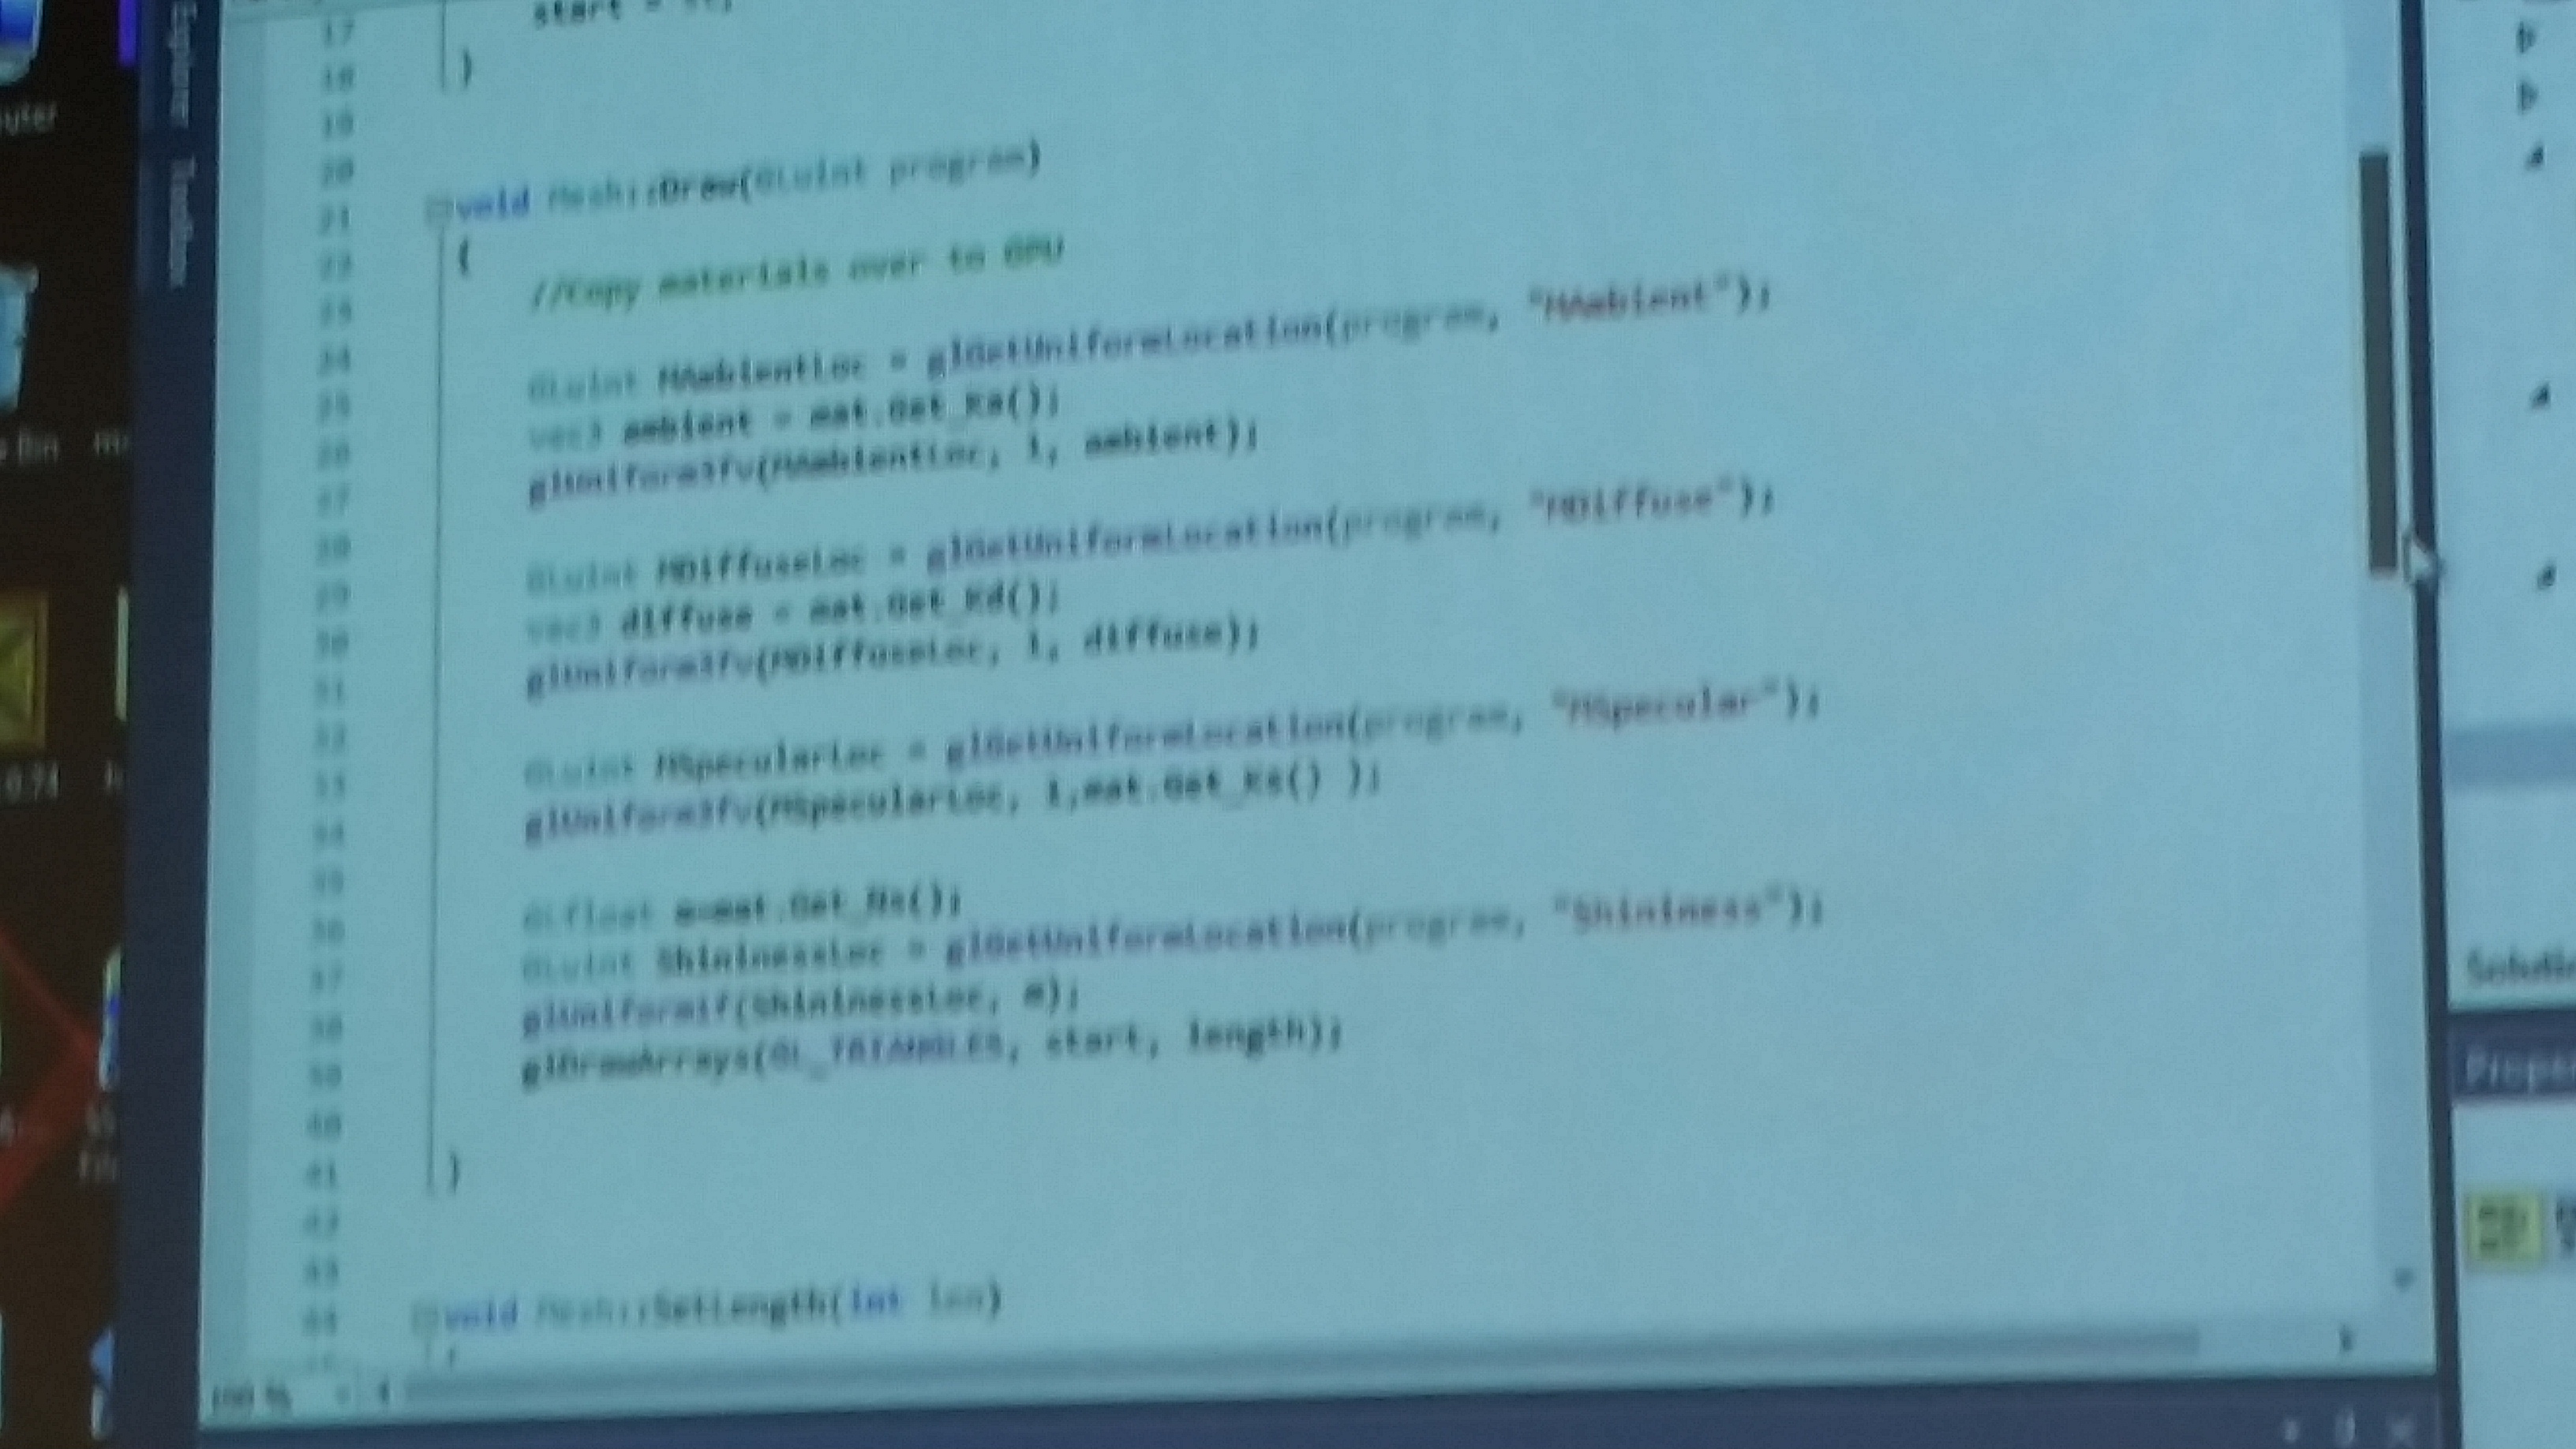 Explorer
Toolbox
17
start =
18
}
19
20
21
void Mesh::Draw(GLuint program)
22
{
23
//Copy materials over to GPU
24
GLuint MAmbientLoc = glGetUniformLocation(program, "MAmbient");
25
vec3 ambient = mat.Get_Ka();
26
glUniform3fv(MAmbientLoc, 1, ambient);
27
28
GLuint MDiffuseLoc = glGetUniformLocation(program, "MDiffuse");
29
vec3 diffuse = mat.Get_Kd();
30
glUniform3fv(MDiffuseLoc, 1, diffuse);
31
32
GLuint MSpecularLoc = glGetUniformLocation(program, "MSpecular");
33
glUniform3fv(MSpecularLoc, 1,mat.Get_Ks() );
34
35
GLfloat m=mat.Get_Ns();
36
GLuint ShininessLoc = glGetUniformLocation(program, "Shininess");
37
glUniform1f(ShininessLoc, m);
38
glDrawArrays(GL_TRIANGLES, start, length);
39
40
41
}
42
43
44
void Mesh::SetLength(int len)
100 %
Solutio
Proper